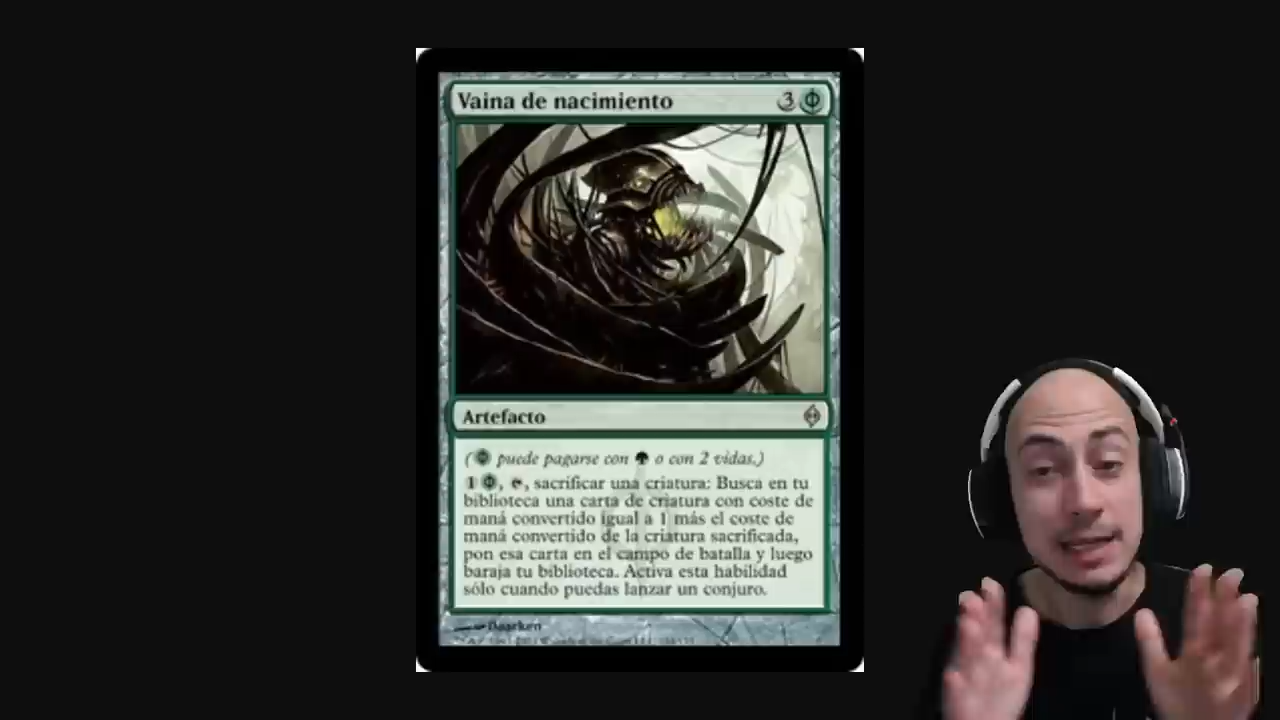 Vaina de nacimiento 3
Artefacto
( puede pagarse con o con 2 vidas.)
1 , , sacrificar una criatura: Busca en tu
biblioteca una carta de criatura con coste de
maná convertido igual a 1 más el coste de
maná convertido de la criatura sacrificada,
pon esa carta en el campo de batalla y luego
baraja tu biblioteca. Activa esta habilidad
sólo cuando puedas lanzar un conjuro.
Daarken